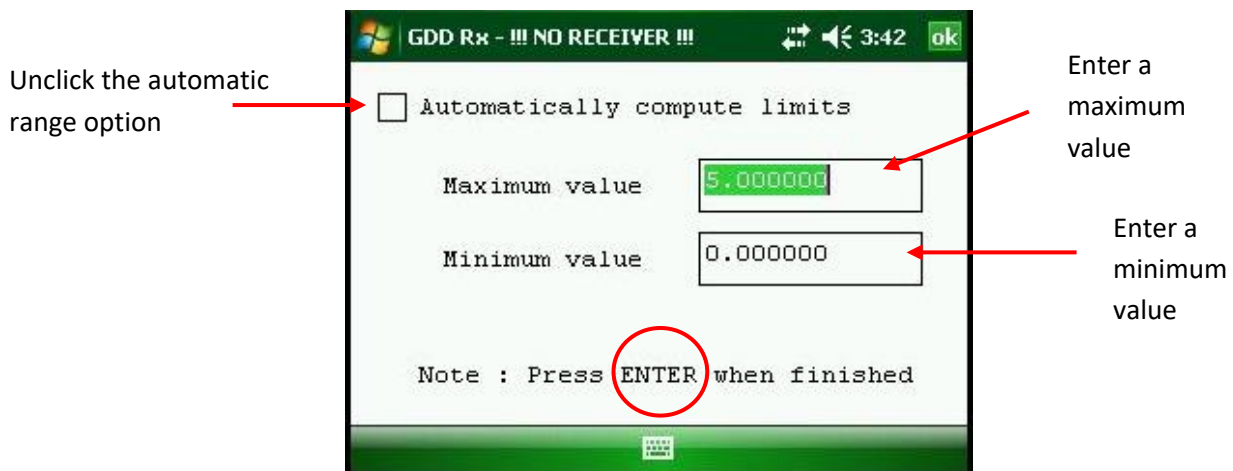 GDD Rx - !!! NO RECEIVER !!! 3:42 ok
Unclick the automatic
range option
Automatically compute limits
Enter a
maximum
value
Maximum value 5.000000
Minimum value 0.000000
Enter a
minimum
value
Note : Press ENTER when finished